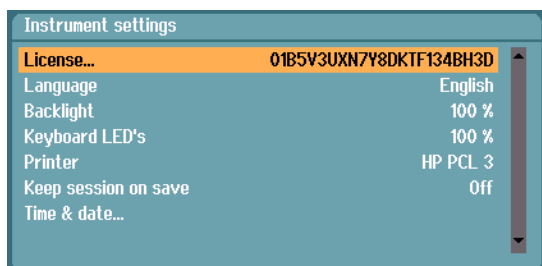 Instrument settings
License... 01B5V3UXN7Y8DKTF134BH3D
Language English
Backlight 100 %
Keyboard LED's 100 %
Printer HP PCL 3
Keep session on save Off
Time & date...